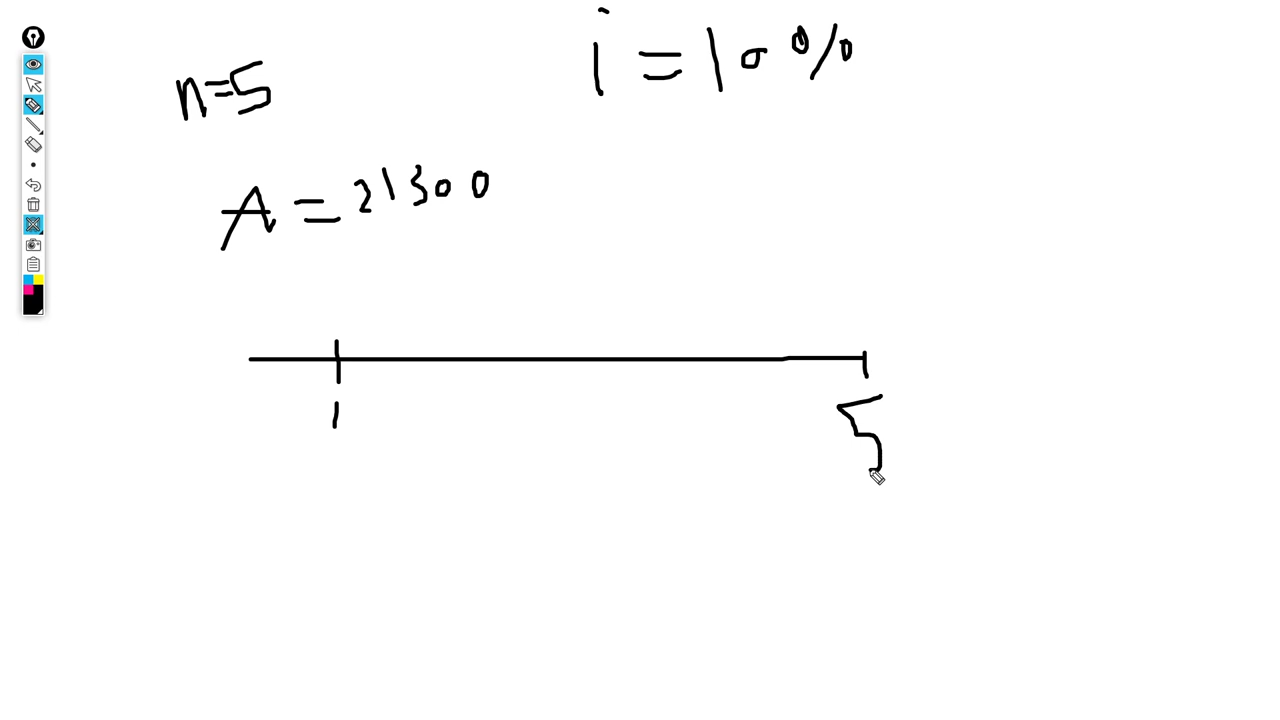 i = 10%
n=5
A = 21300
1
5